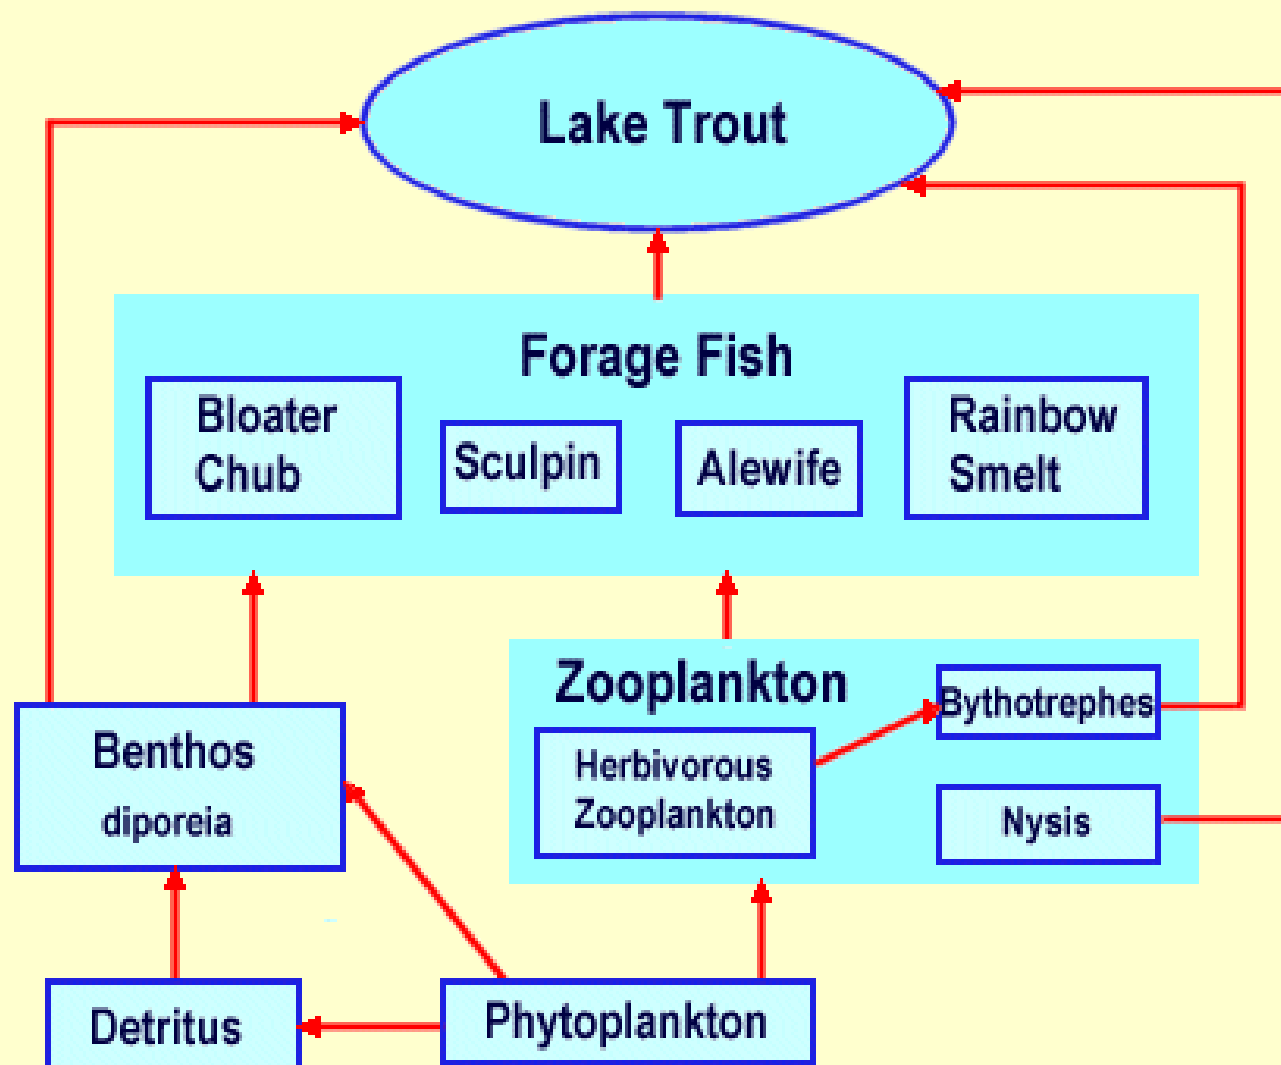 Lake Trout
Forage Fish
Bloater
Chub
Sculpin
Alewife
Rainbow
Smelt
Zooplankton
Bythotrephes
Herbivorous
Zooplankton
Nysis
Benthos
diporeia
Detritus
Phytoplankton